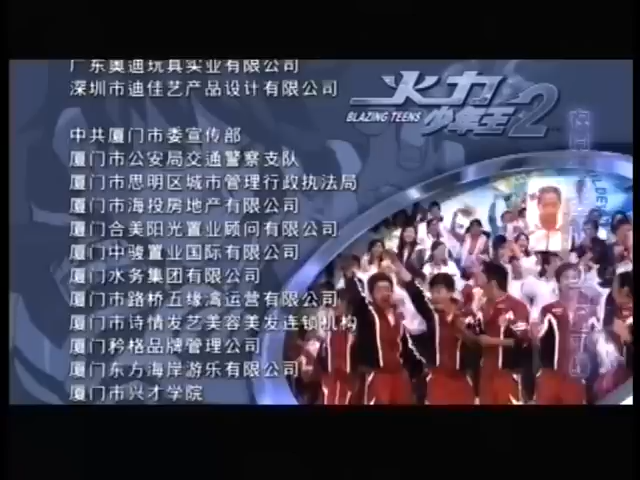 广东奥迪玩具实业有限公司
深圳市迪佳艺产品设计有限公司
火力少年王2
BLAZING TEENS
中共厦门市委宣传部
厦门市公安局交通警察支队
厦门市思明区城市管理行政执法局
厦门市海投房地产有限公司
厦门合美阳光置业顾问有限公司
厦门中骏置业国际有限公司
厦门水务集团有限公司
厦门市路桥五缘湾运营有限公司
厦门市诗情发艺美容美发连锁机构
厦门矜格品牌管理公司
厦门东方海岸游乐有限公司
厦门市兴才学院